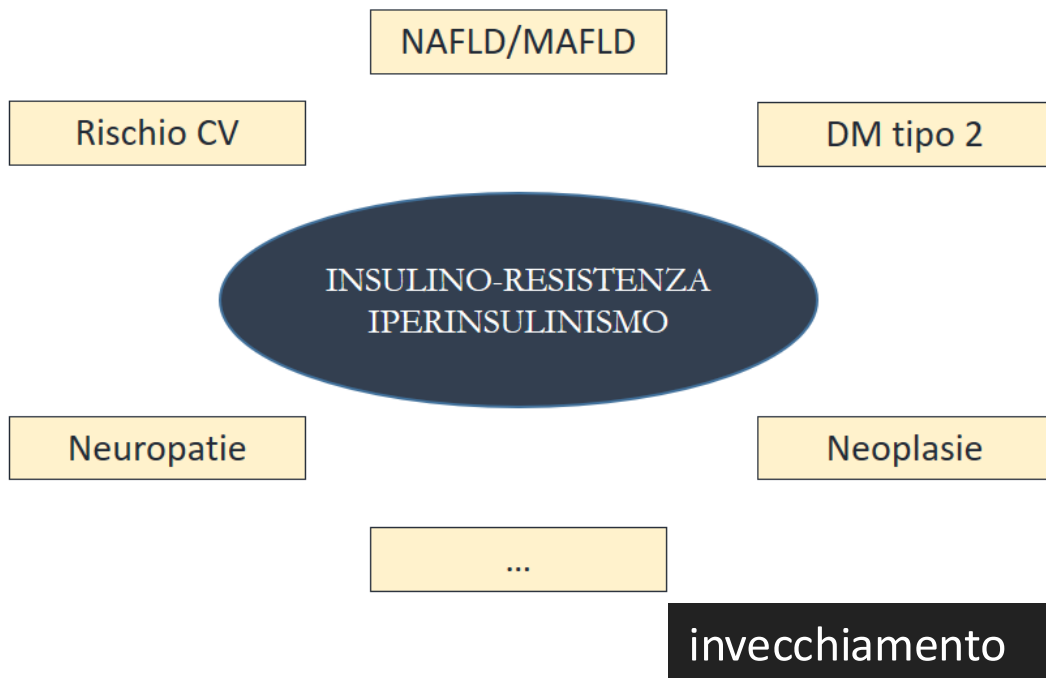 NAFLD/MAFLD
Rischio CV
DM tipo 2
INSULINO-RESISTENZA
IPERINSULINISMO
Neuropatie
Neoplasie
...
invecchiamento